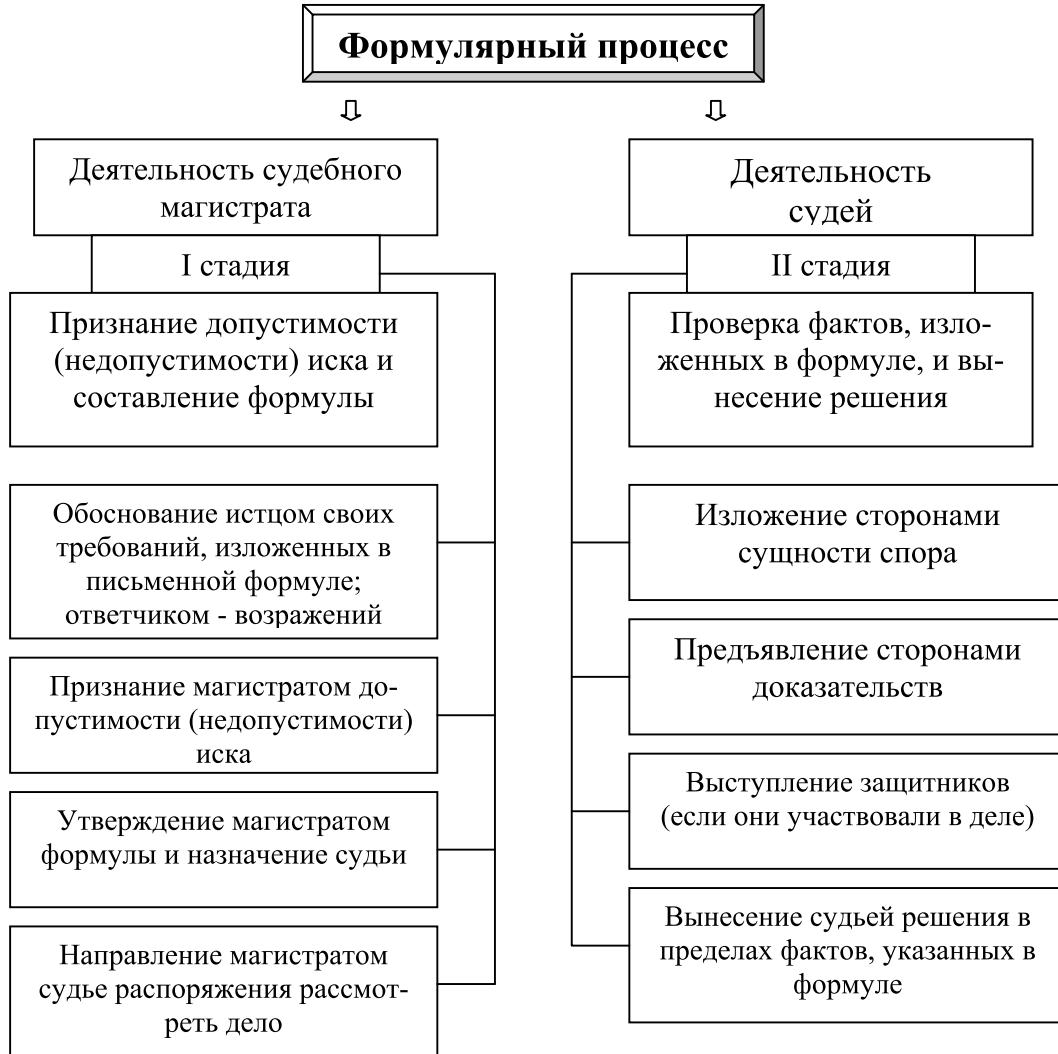 Формулярный процесс
Деятельность судебного
магистрата
I стадия
Признание допустимости
(недопустимости) иска и
составление формулы
Обоснование истцом своих
требований, изложенных в
письменной формуле;
ответчиком - возражений
Признание магистратом до-
пустимости (недопустимости)
иска
Утверждение магистратом
формулы и назначение судьи
Направление магистратом
судье распоряжения рассмот-
реть дело
Деятельность
судей
II стадия
Проверка фактов, изло-
женных в формуле, и вы-
несение решения
Изложение сторонами
сущности спора
Предъявление сторонами
доказательств
Выступление защитников
(если они участвовали в деле)
Вынесение судьей решения в
пределах фактов, указанных в
формуле